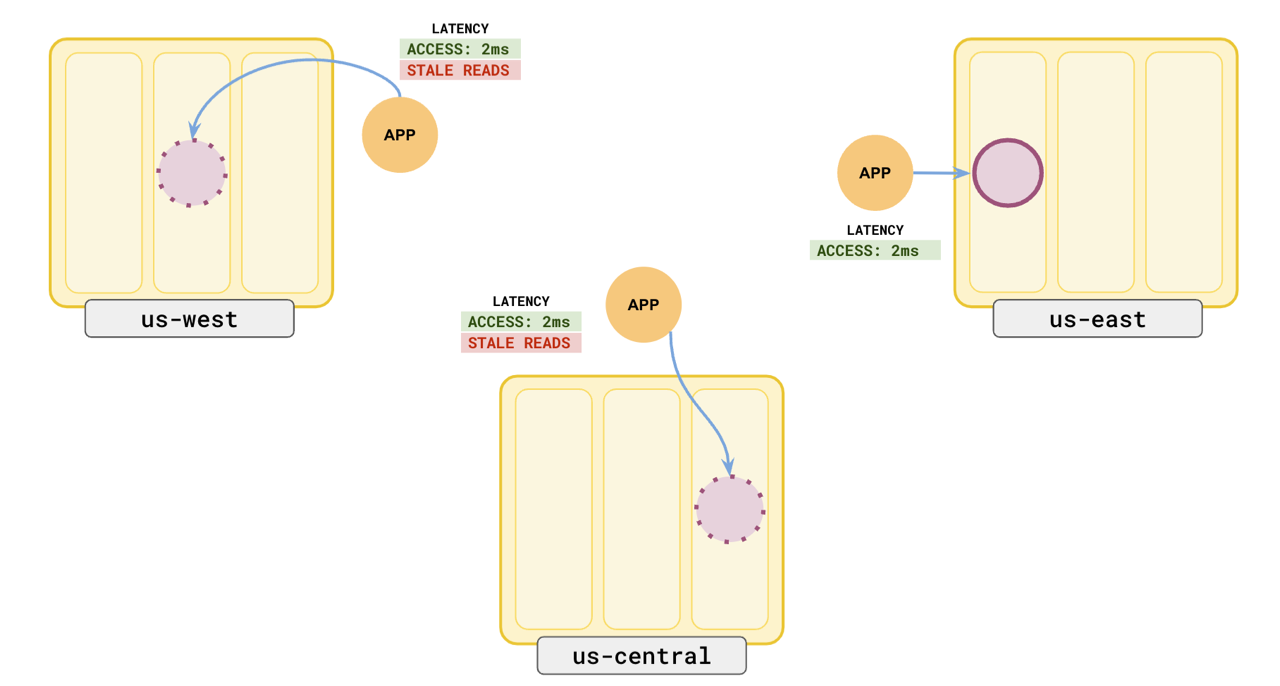 LATENCY
ACCESS: 2ms
STALE READS
APP
us-west
APP
LATENCY
ACCESS: 2ms
us-east
LATENCY
ACCESS: 2ms
STALE READS
APP
us-central